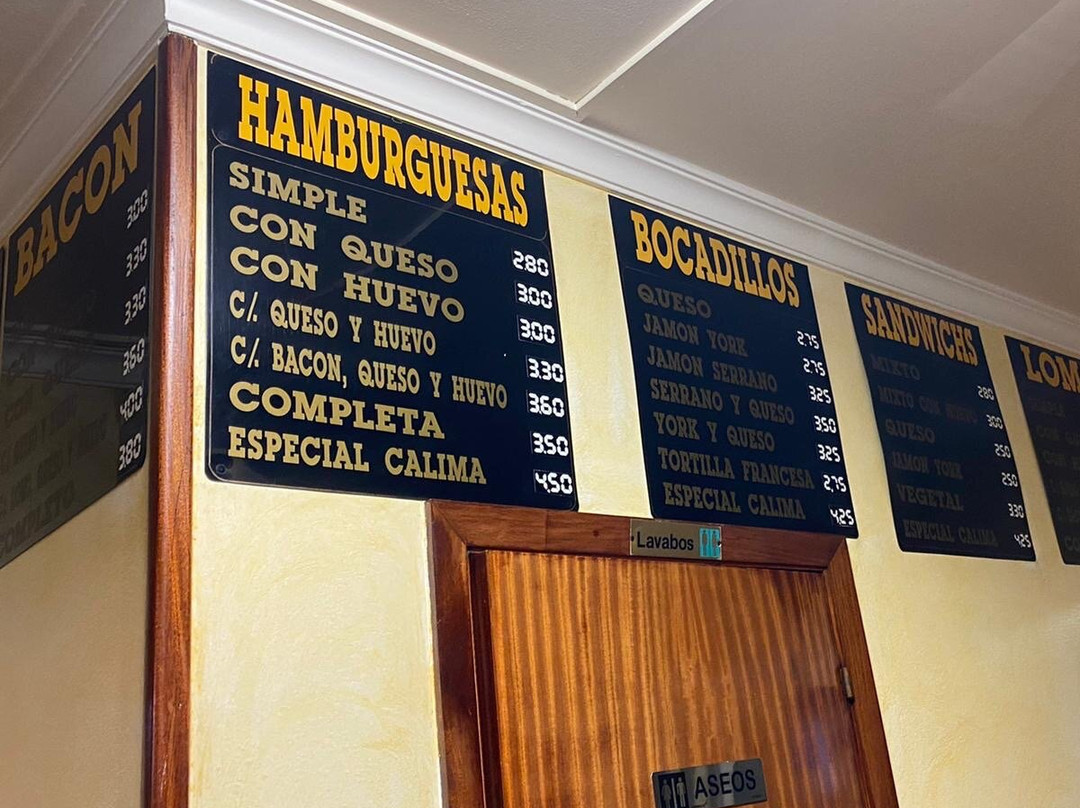 BACON
3.00
3.30
3.30
3.60
4.00
3.80
HAMBURGUESAS
SIMPLE 2.80
CON QUESO 3.00
CON HUEVO 3.00
C/. QUESO Y HUEVO 3.30
C/. BACON, QUESO Y HUEVO 3.60
COMPLETA 3.50
ESPECIAL CALIMA 4.50
BOCADILLOS
QUESO 2.75
JAMON YORK 2.75
JAMON SERRANO 3.25
SERRANO Y QUESO 3.50
YORK Y QUESO 3.25
TORTILLA FRANCESA 2.75
ESPECIAL CALIMA 4.25
SANDWICHS
MIXTO 2.80
MIXTO CON HUEVO 3.00
QUESO 2.50
JAMON YORK 2.50
VEGETAL 3.30
ESPECIAL CALIMA 4.25
LOM
Lavabos
ASEOS